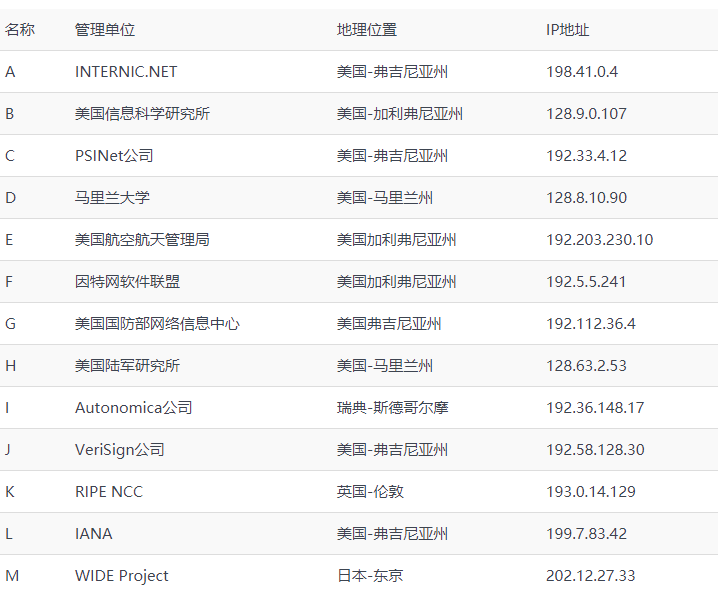 名称 管理单位 地理位置 IP地址
A INTERNIC.NET 美国-弗吉尼亚州 198.41.0.4
B 美国信息科学研究所 美国-加利弗尼亚州 128.9.0.107
C PSINet公司 美国-弗吉尼亚州 192.33.4.12
D 马里兰大学 美国-马里兰州 128.8.10.90
E 美国航空航天管理局 美国加利弗尼亚州 192.203.230.10
F 因特网软件联盟 美国加利弗尼亚州 192.5.5.241
G 美国国防部网络信息中心 美国弗吉尼亚州 192.112.36.4
H 美国陆军研究所 美国-马里兰州 128.63.2.53
I Autonomica公司 瑞典-斯德哥尔摩 192.36.148.17
J VeriSign公司 美国-弗吉尼亚州 192.58.128.30
K RIPE NCC 英国-伦敦 193.0.14.129
L IANA 美国-弗吉尼亚州 199.7.83.42
M WIDE Project 日本-东京 202.12.27.33